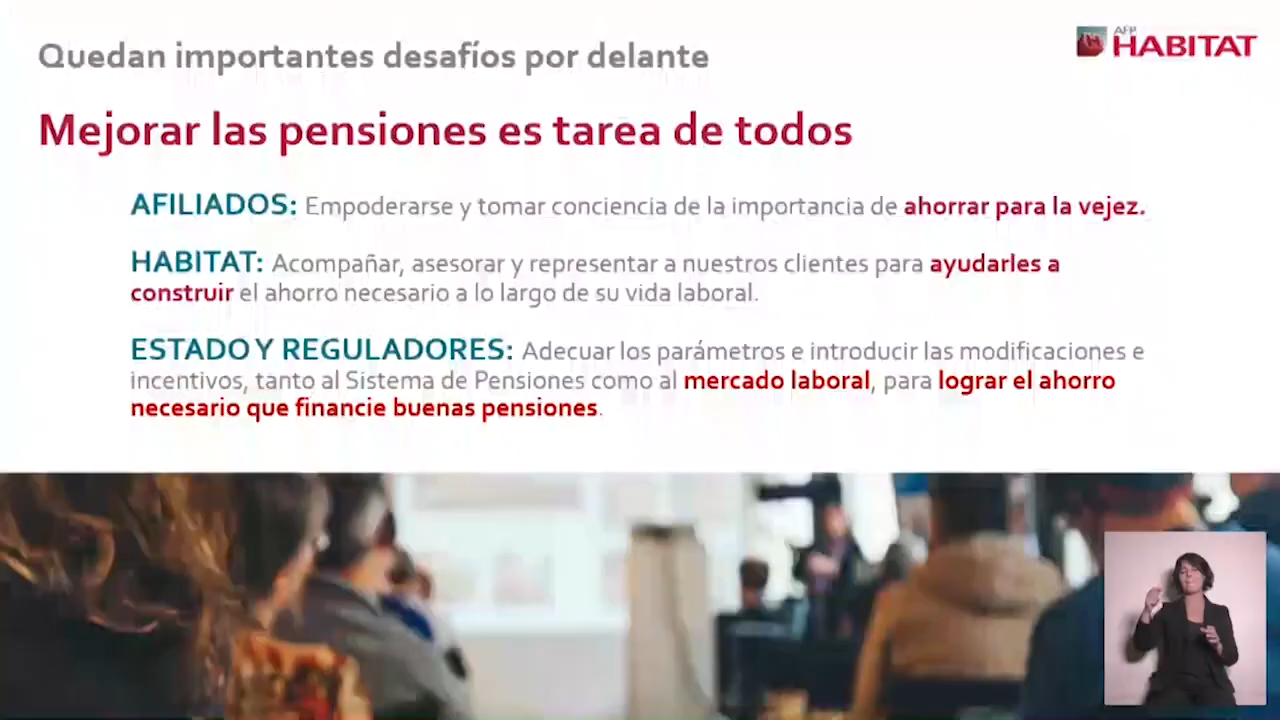 Quedan importantes desafíos por delante
AFP
HABITAT
Mejorar las pensiones es tarea de todos
AFILIADOS: Empoderarse y tomar conciencia de la importancia de ahorrar para la vejez.
HABITAT: Acompañar, asesorar y representar a nuestros clientes para ayudarles a
construir el ahorro necesario a lo largo de su vida laboral.
ESTADO Y REGULADORES: Adecuar los parámetros e introducir las modificaciones e
incentivos, tanto al Sistema de Pensiones como al mercado laboral, para lograr el ahorro
necesario que financie buenas pensiones.